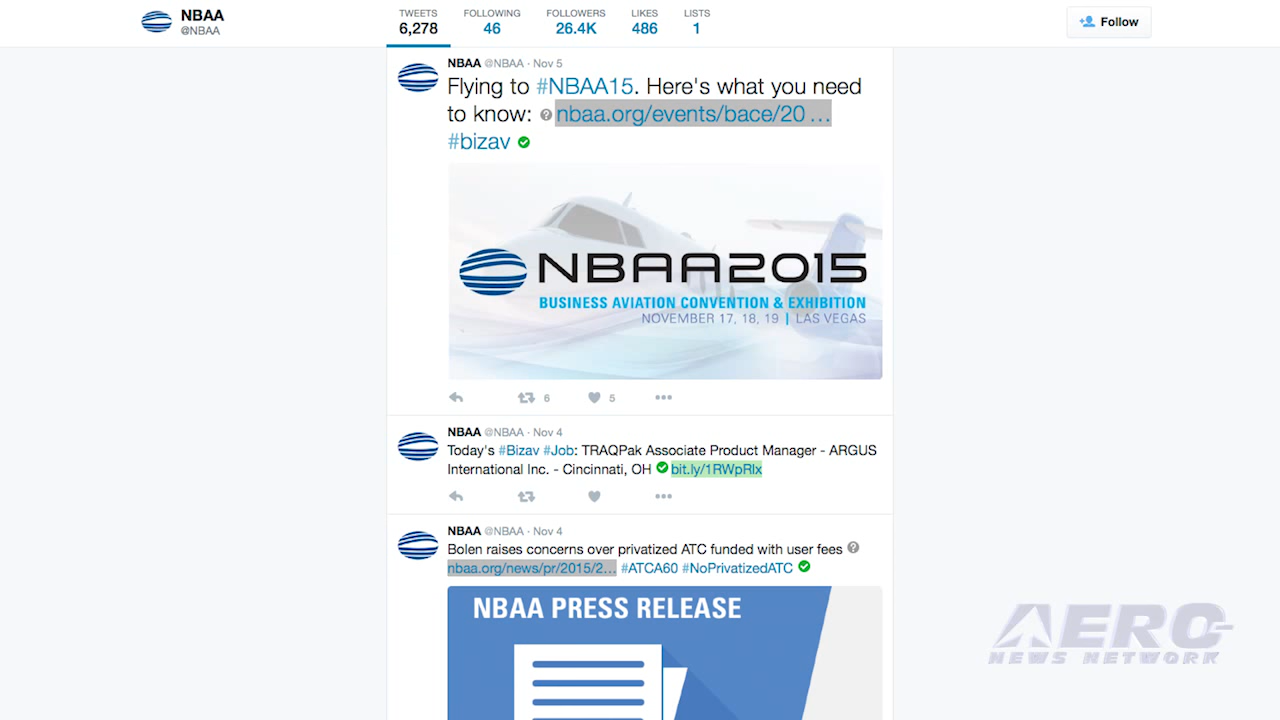 NBAA
@NBAA
TWEETS
6,278
FOLLOWING
46
FOLLOWERS
26.4K
LIKES
486
LISTS
1
Follow
NBAA @NBAA · Nov 5
Flying to #NBAA15. Here's what you need
to know: nbaa.org/events/bace/20 …
#bizav
NBAA2015
BUSINESS AVIATION CONVENTION & EXHIBITION
NOVEMBER 17, 18, 19 | LAS VEGAS
6
5
NBAA @NBAA · Nov 4
Today's #Bizav #Job: TRAQPak Associate Product Manager - ARGUS
International Inc. - Cincinnati, OH bit.ly/1RWpRlx
NBAA @NBAA · Nov 4
Bolen raises concerns over privatized ATC funded with user fees
nbaa.org/news/pr/2015/2… #ATCA60 #NoPrivatizedATC
NBAA PRESS RELEASE
AERO
NEWS NETWORK